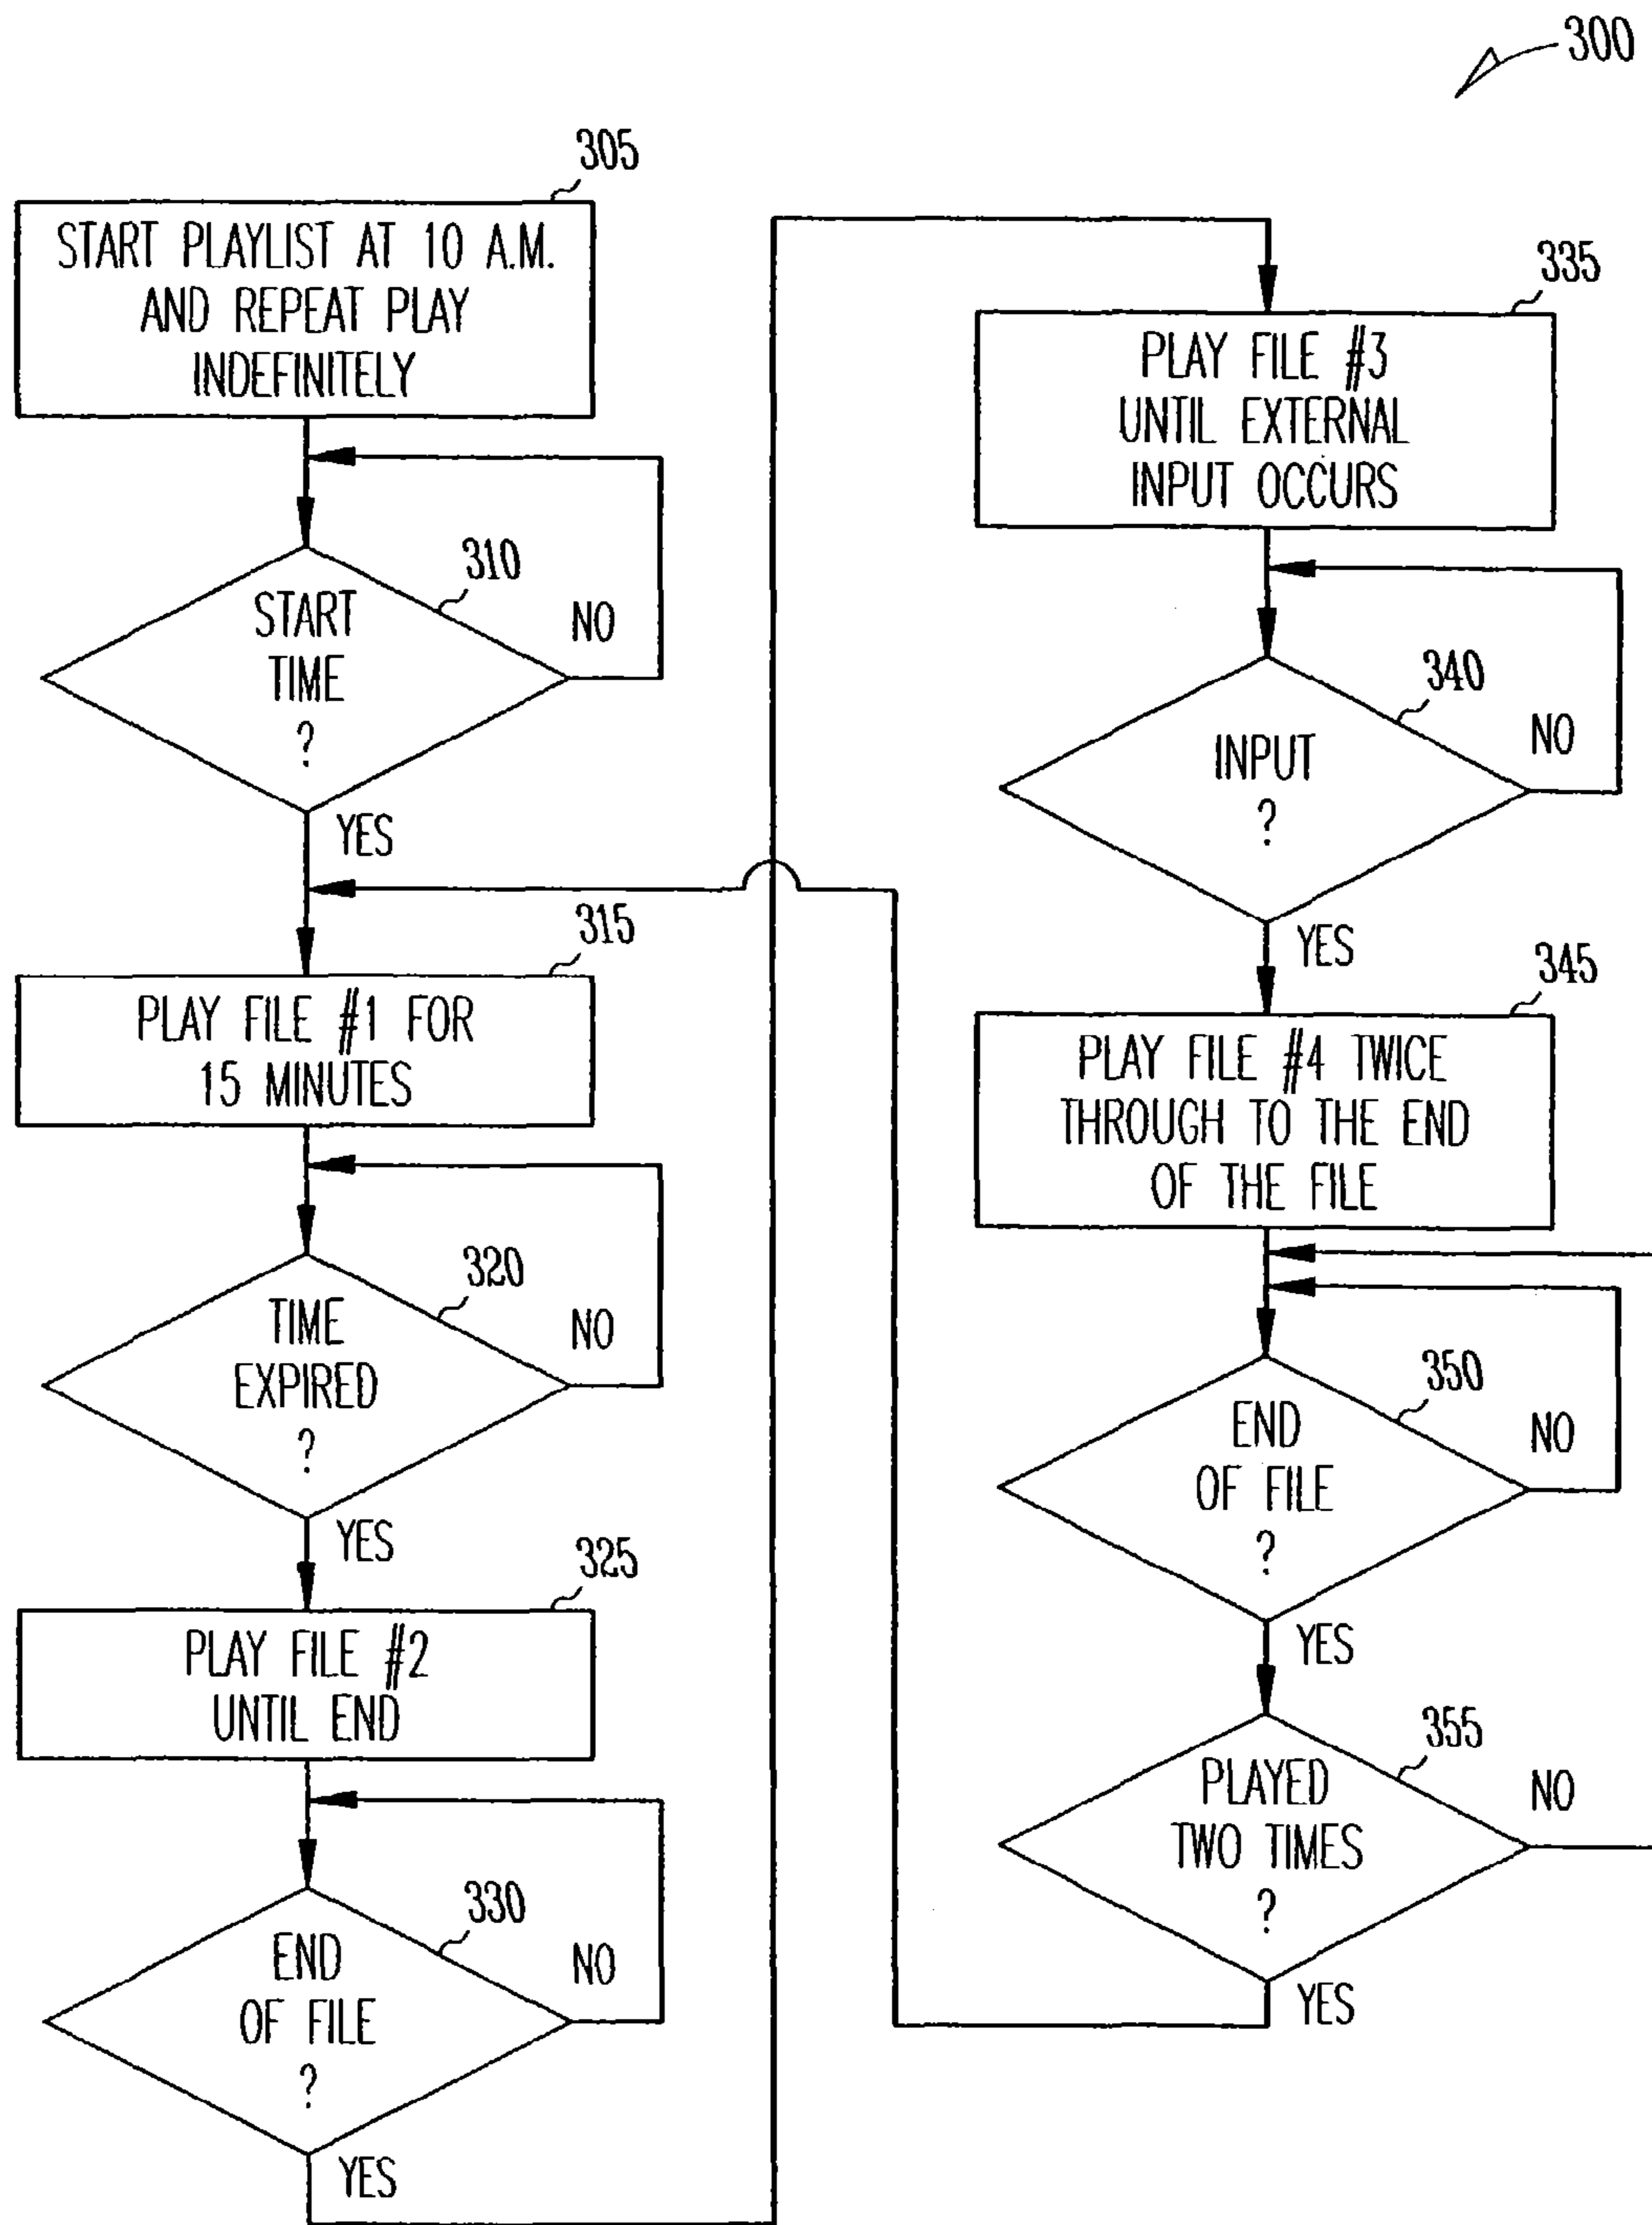 300
305
START PLAYLIST AT 10 A.M.
AND REPEAT PLAY
INDEFINITELY
310
START
TIME
?
NO
YES
315
PLAY FILE #1 FOR
15 MINUTES
320
TIME
EXPIRED
?
NO
YES
325
PLAY FILE #2
UNTIL END
330
END
OF FILE
?
NO
YES
335
PLAY FILE #3
UNTIL EXTERNAL
INPUT OCCURS
340
INPUT
?
NO
YES
345
PLAY FILE #4 TWICE
THROUGH TO THE END
OF THE FILE
350
END
OF FILE
?
NO
YES
355
PLAYED
TWO TIMES
?
NO
YES